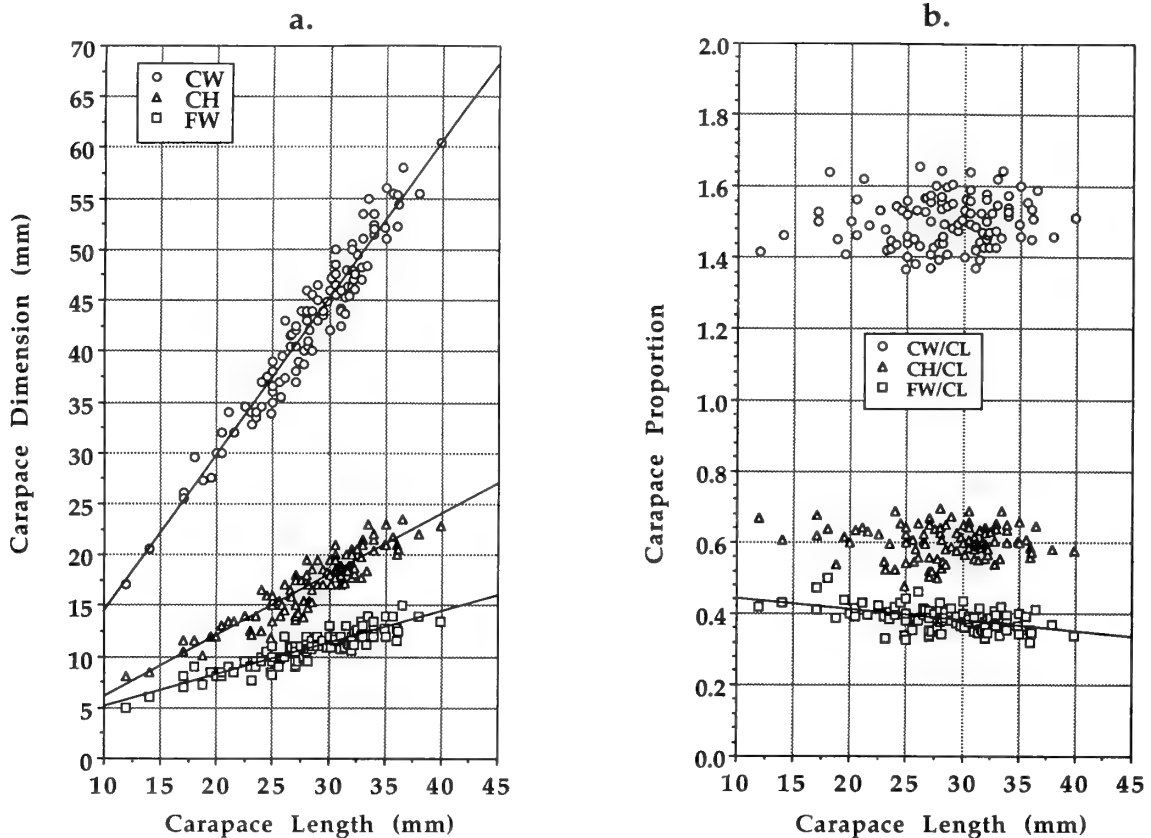 a.
CW
CH
FW
70
65
60
55
50
45
40
35
30
25
20
15
10
5
0
Carapace Dimension (mm)
10 15 20 25 30 35 40 45
Carapace Length (mm)
b.
2.0
1.8
1.6
1.4
1.2
1.0
0.8
0.6
0.4
0.2
0.0
Carapace Proportion
CW/CL
CH/CL
FW/CL
10 15 20 25 30 35 40 45
Carapace Length (mm)